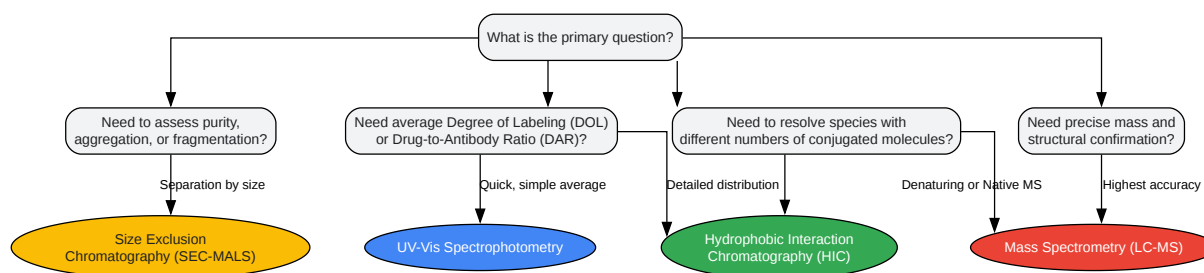 What is the primary question?
Need to assess purity,
aggregation, or fragmentation?
Need average Degree of Labeling (DOL)
or Drug-to-Antibody Ratio (DAR)?
Need to resolve species with
different numbers of conjugated molecules?
Need precise mass and
structural confirmation?
Separation by size
Quick, simple average
Detailed distribution
Denaturing or Native MS
Highest accuracy
Size Exclusion
Chromatography (SEC-MALS)
UV-Vis Spectrophotometry
Hydrophobic Interaction
Chromatography (HIC)
Mass Spectrometry (LC-MS)